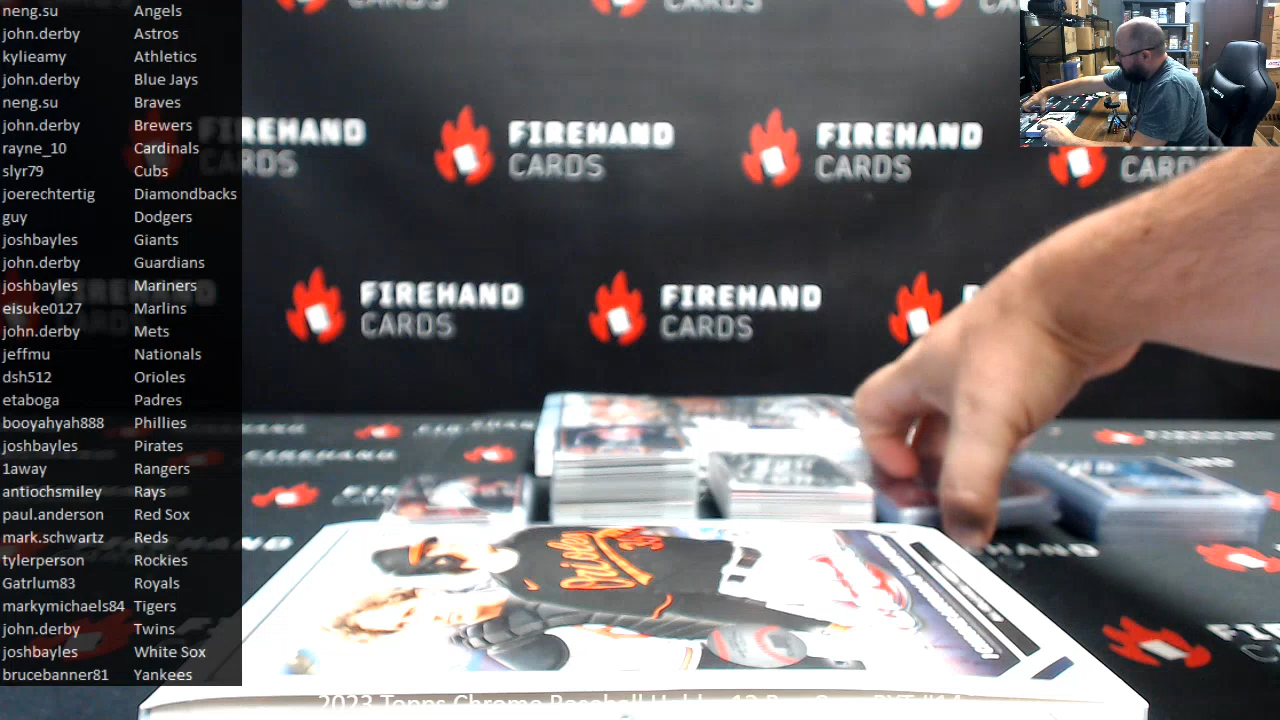 neng.su Angels
john.derby Astros
kylieamy Athletics
john.derby Blue Jays
neng.su Braves
john.derby Brewers
rayne_10 Cardinals
slyr79 Cubs
joerechtertig Diamondbacks
guy Dodgers
joshbayles Giants
john.derby Guardians
joshbayles Mariners
eisuke0127 Marlins
john.derby Mets
jeffmu Nationals
dsh512 Orioles
etaboga Padres
booyahyah888 Phillies
joshbayles Pirates
1away Rangers
antiochsmiley Rays
paul.anderson Red Sox
mark.schwartz Reds
tylerperson Rockies
Gatrlum83 Royals
markymichaels84 Tigers
john.derby Twins
joshbayles White Sox
brucebanner81 Yankees
CARDS
CARDS
FIREHAND
CARDS
FIREHAND
CARDS
FIREHAND
CARDS
CARDS
FIREHAND
CARDS
FIREHAND
CARDS
Orioles
2023 Topps Chrome Baseball